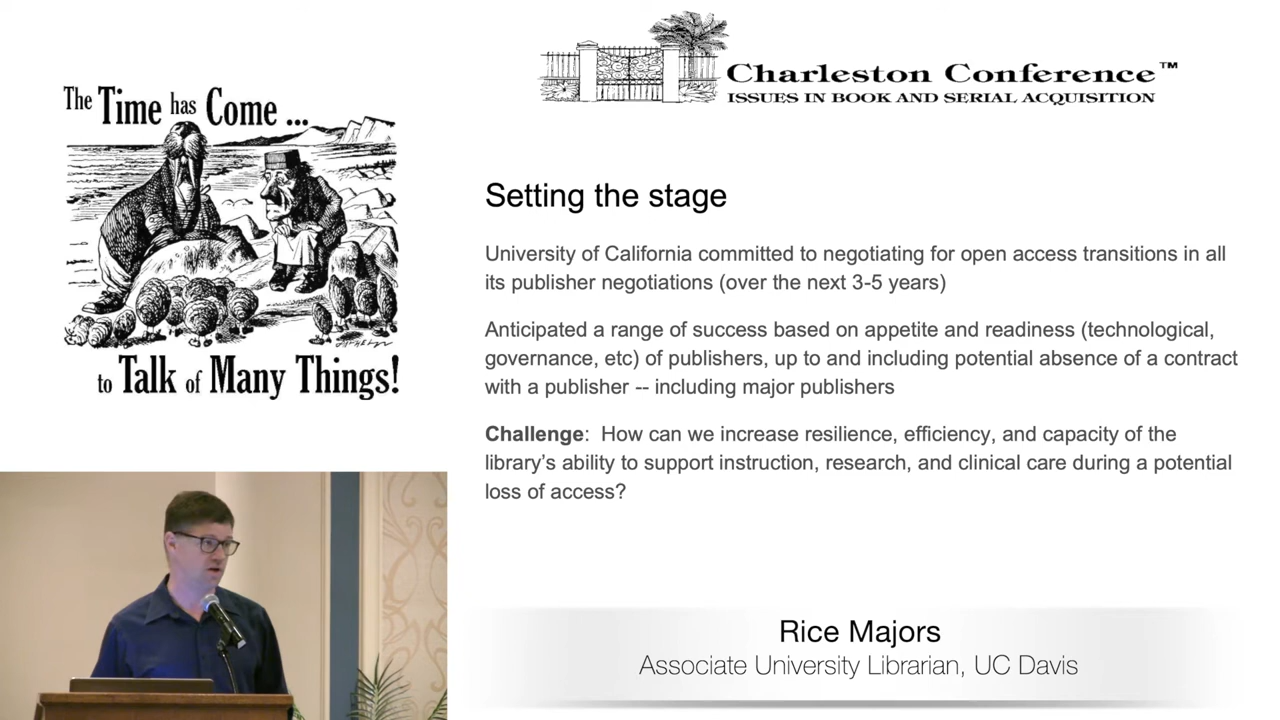 The Time has Come ...
to Talk of Many Things!
Charleston Conference™
ISSUES IN BOOK AND SERIAL ACQUISITION
Setting the stage
University of California committed to negotiating for open access transitions in all
its publisher negotiations (over the next 3-5 years)
Anticipated a range of success based on appetite and readiness (technological,
governance, etc) of publishers, up to and including potential absence of a contract
with a publisher -- including major publishers
Challenge:  How can we increase resilience, efficiency, and capacity of the
library’s ability to support instruction, research, and clinical care during a potential
loss of access?
Rice Majors
Associate University Librarian, UC Davis